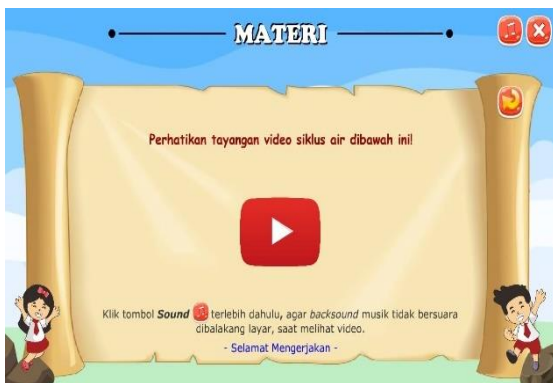 MATERI
Perhatikan tayangan video siklus air dibawah ini!
Klik tombol Sound terlebih dahulu, agar backsound musik tidak bersuara
dibalakang layar, saat melihat video.
- Selamat Mengerjakan -